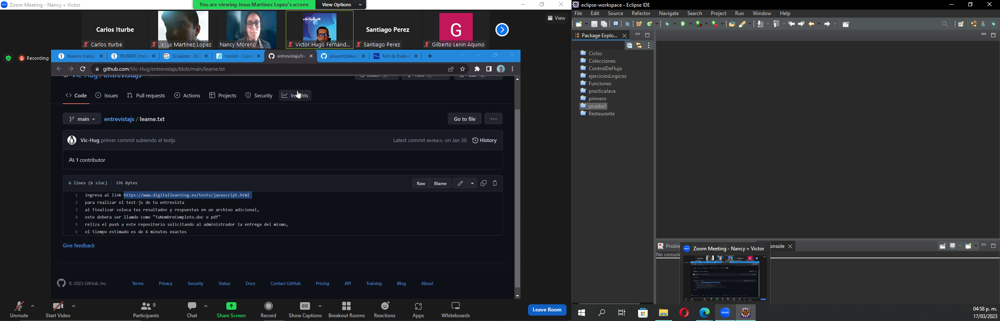 Zoom Meeting - Nancy + Victor
You are viewing Jesus Martinez Lopez's screen
View Options
View
Carlos Iturbe
Carlos Iturbe
Jesus Martinez Lopez
Nancy Moreno
#YoSoyBenMx
Victor Hugo Fernánd...
Santiago Perez
Santiago Perez
G
Gilberto Lenin Aquino
Recording
Nuevos trabaj
IRONBIT | Ind
5s kaizen - Bú
Ironbit - Crea
entrevistajs/le
jesusmtzlpkaiz
Test de Evalua
github.com/Vic-Hug/entrevistajs/blob/main/leame.txt
Vic-Hug / entrevistajs
Code
Issues
Pull requests
Actions
Projects
Security
Insights
main
entrevistajs / leame.txt
Go to file
Vic-Hug primer commit subiendo el testjs
Latest commit 069b83c on Jan 30
History
1 contributor
6 lines (6 sloc)
376 Bytes
Raw
Blame
1 Ingresa al link https://www.digitallearning.es/tests/javascript.html
2 para realizar el test-js de tu entrevista
3 al finalizar coloca tus resultados y respuestas en un archivo adicional,
4 este debera ser llamdo como "TuNombreCompleto.doc o pdf"
5 reliza el push a este repositorio solicitando al administrador la entrega del mismo,
6 el tiempo estimado es de 6 minutos exactos
Give feedback
© 2023 GitHub, Inc.
Terms
Privacy
Security
Status
Docs
Contact GitHub
Pricing
API
Training
Blog
About
Unmute
Start Video
9
Participants
Chat
Share Screen
Record
CC
Show Captions
Breakout Rooms
Reactions
Apps
Whiteboards
Leave Room
eclipse-workspace - Eclipse IDE
File
Edit
Source
Refactor
Navigate
Search
Project
Run
Window
Help
Package Explo...
Ciclos
Colecciones
ControlDeFlujo
ejerciciosLogicos
Funciones
practicaJava
primero
prueba1
Restaurante
Proble
onsole
No console
Zoom Meeting - Nancy + Victor
zoom
04:58 p. m.
17/03/2023